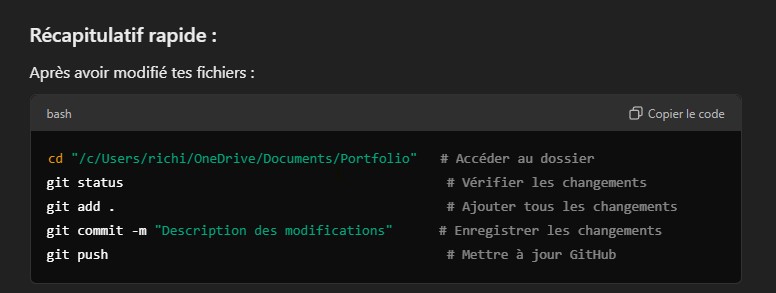 Récapitulatif rapide :
Après avoir modifié tes fichiers :
bash Copier le code
cd "/c/Users/richi/OneDrive/Documents/Portfolio" # Accéder au dossier
git status # Vérifier les changements
git add . # Ajouter tous les changements
git commit -m "Description des modifications" # Enregistrer les changements
git push # Mettre à jour GitHub